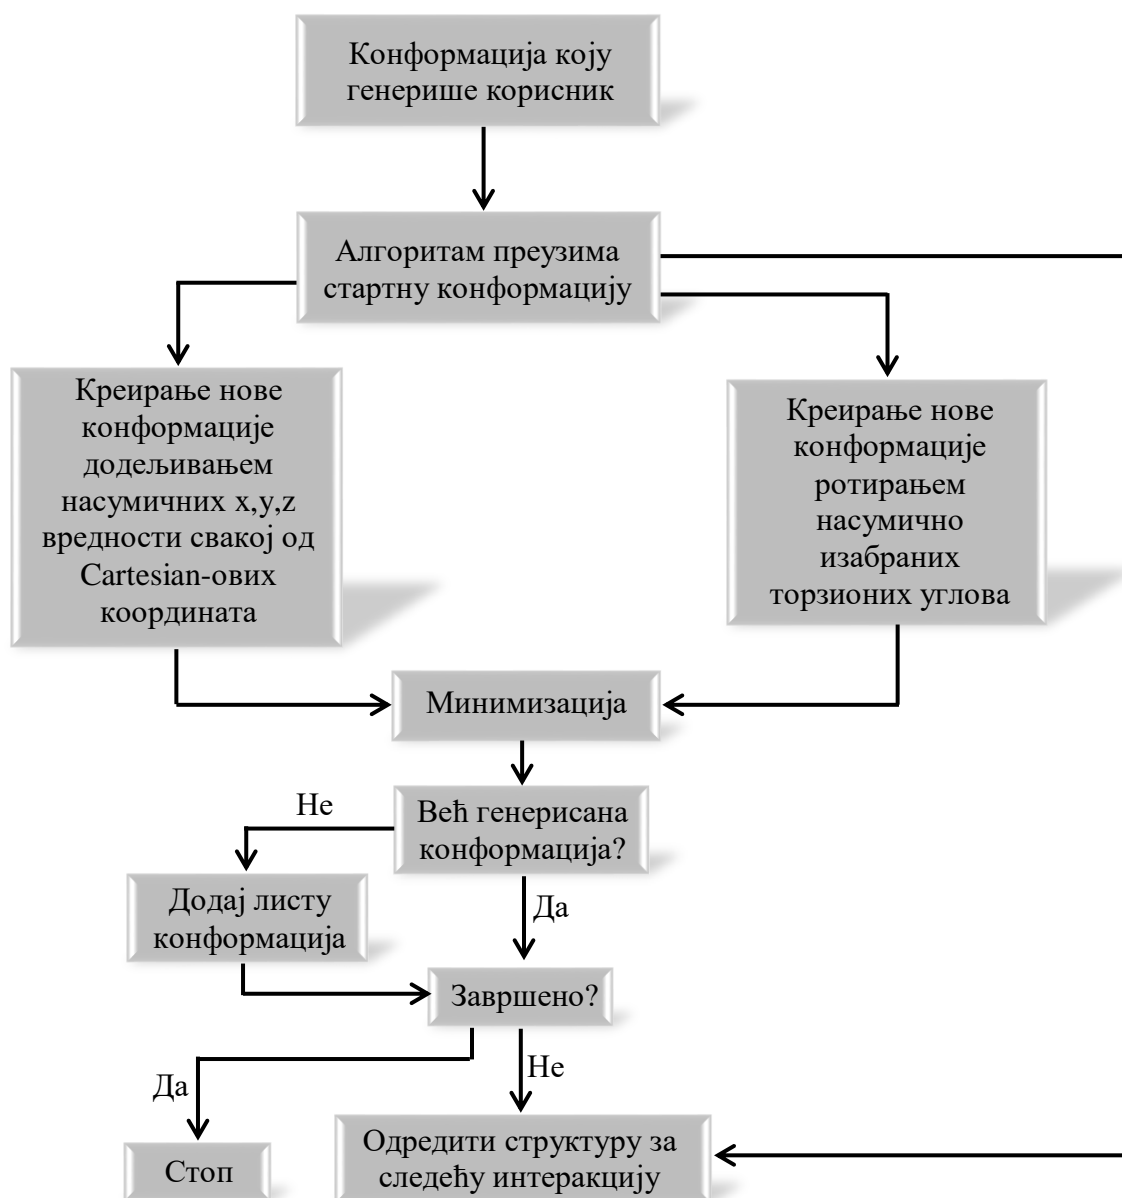 Конформација коју
генерише корисник
Алгоритам преузима
стартну конформацију
Креирање нове
конформације
додељивањем
насумичних x,y,z
вредности свакој од
Cartesian-ових
координата
Креирање нове
конформације
ротирањем
насумично
изабраних
торзионих углова
Минимизација
Већ генерисана
конформација?
Не
Да
Додај листу
конформација
Завршено?
Да
Не
Стоп
Одредити структуру за
следећу интеракцију